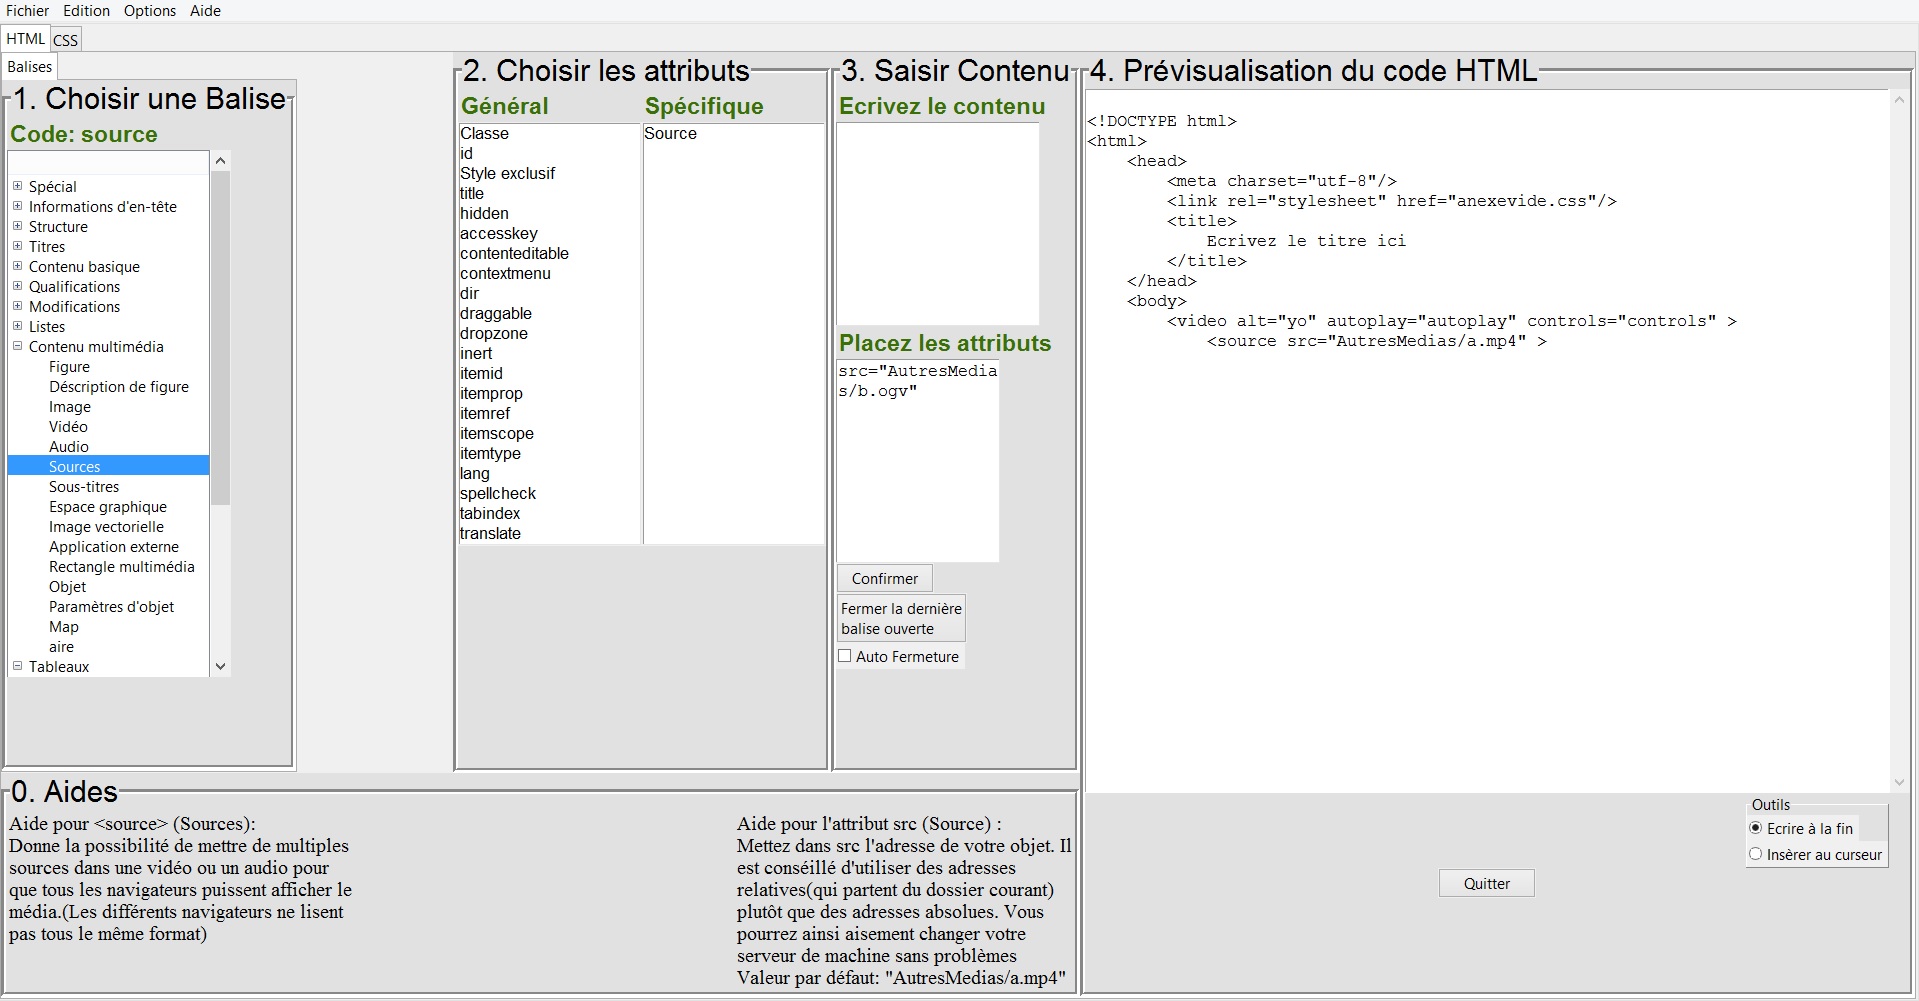 Fichier Edition Options Aide
HTML CSS
Balises
1. Choisir une Balise
Code: source
Spécial
Informations d'en-tête
Structure
Titres
Contenu basique
Qualifications
Modifications
Listes
Contenu multimédia
Figure
Déscription de figure
Image
Vidéo
Audio
Sources
Sous-titres
Espace graphique
Image vectorielle
Application externe
Rectangle multimédia
Objet
Paramètres d'objet
Map
aire
Tableaux
2. Choisir les attributs
Général
Classe
id
Style exclusif
title
hidden
accesskey
contenteditable
contextmenu
dir
draggable
dropzone
inert
itemid
itemprop
itemref
itemscope
itemtype
lang
spellcheck
tabindex
translate
Spécifique
Source
3. Saisir Contenu
Ecrivez le contenu
Placez les attributs
src="AutresMedia
s/b.ogv"
Confirmer
Fermer la dernière
balise ouverte
Auto Fermeture
4. Prévisualisation du code HTML
<!DOCTYPE html>
<html>
<head>
<meta charset="utf-8"/>
<link rel="stylesheet" href="anexevide.css"/>
<title>
Ecrivez le titre ici
</title>
</head>
<body>
<video alt="yo" autoplay="autoplay" controls="controls" >
<source src="AutresMedias/a.mp4" >
0. Aides
Aide pour <source> (Sources):
Donne la possibilité de mettre de multiples
sources dans une vidéo ou un audio pour
que tous les navigateurs puissent afficher le
média.(Les différents navigateurs ne lisent
pas tous le même format)
Aide pour l'attribut src (Source) :
Mettez dans src l'adresse de votre objet. Il
est conséillé d'utiliser des adresses
relatives(qui partent du dossier courant)
plutôt que des adresses absolues. Vous
pourrez ainsi aisement changer votre
serveur de machine sans problèmes
Valeur par défaut: "AutresMedias/a.mp4"
Outils
Ecrire à la fin
Insèrer au curseur
Quitter